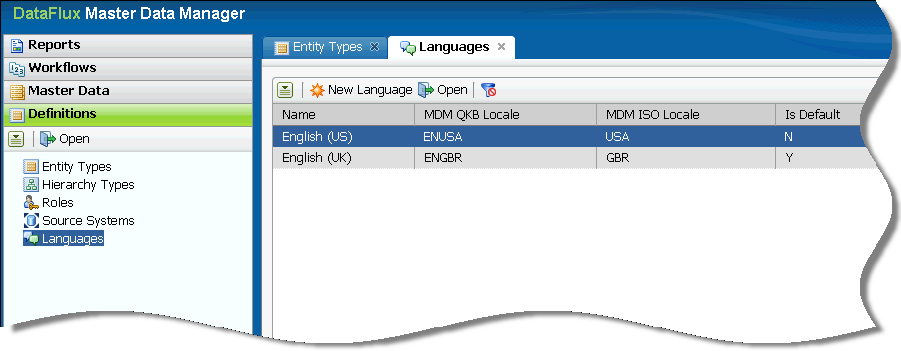 DataFlux Master Data Manager
Reports
Workflows
Master Data
Definitions
Open
Entity Types
Hierarchy Types
Roles
Source Systems
Languages
Entity Types Languages
New Language Open
Name MDM QKB Locale MDM ISO Locale Is Default
English (US) ENUSA USA N
English (UK) ENGBR GBR Y